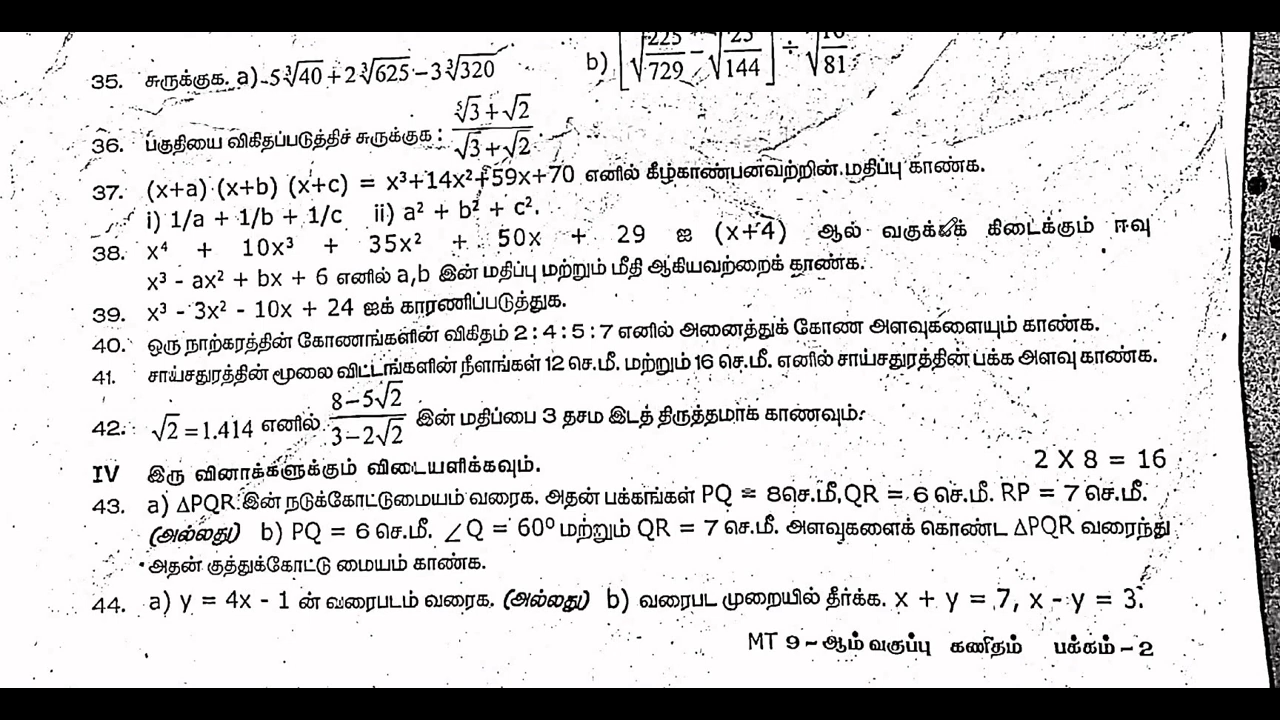 b) [√225/729 − √25/144] ÷ √16/81
35. சுருக்குக. a) -5∛40 + 2∛625 − 3∛320
36. பகுதியை விகிதப்படுத்திச் சுருக்குக : (⁵√3 + √2)/(√3 + √2)
37. (x+a) (x+b) (x+c) = x³+14x²+59x+70 எனில் கீழ்காண்பனவற்றின் மதிப்பு காண்க.
i) 1/a + 1/b + 1/c ii) a² + b² + c².
38. x⁴ + 10x³ + 35x² + 50x + 29 ஐ (x+4) ஆல் வகுக்கக் கிடைக்கும் ஈவு
x³ - ax² + bx + 6 எனில் a,b இன் மதிப்பு மற்றும் மீதி ஆகியவற்றைக் காண்க.
39. x³ - 3x² - 10x + 24 ஐக் காரணிப்படுத்துக.
40. ஒரு நாற்கரத்தின் கோணங்களின் விகிதம் 2 : 4 : 5 : 7 எனில் அனைத்துக் கோண அளவுகளையும் காண்க.
41. சாய்சதுரத்தின் மூலை விட்டங்களின் நீளங்கள் 12 செ.மீ. மற்றும் 16 செ.மீ. எனில் சாய்சதுரத்தின் பக்க அளவு காண்க.
42. √2 = 1.414 எனில் (8−5√2)/(3−2√2) இன் மதிப்பை 3 தசம இடத் திருத்தமாக் காணவும்.
IV இரு வினாக்களுக்கும் விடையளிக்கவும். 2 X 8 = 16
43. a) ΔPQR இன் நடுக்கோட்டுமையம் வரைக. அதன் பக்கங்கள் PQ = 8செ.மீ, QR = 6 செ.மீ. RP = 7 செ.மீ.
(அல்லது) b) PQ = 6 செ.மீ. ∠Q = 60⁰ மற்றும் QR = 7 செ.மீ. அளவுகளைக் கொண்ட ΔPQR வரைந்து
அதன் குத்துக்கோட்டு மையம் காண்க.
44. a) y = 4x - 1 ன் வரைபடம் வரைக. (அல்லது) b) வரைபட முறையில் தீர்க்க. x + y = 7, x - y = 3.
MT 9 – ஆம் வகுப்பு கணிதம் பக்கம் – 2